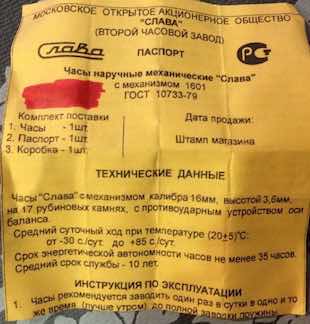 МОСКОВСКОЕ ОТКРЫТОЕ АКЦИОНЕРНОЕ ОБЩЕСТВО
"СЛАВА"
(ВТОРОЙ ЧАСОВОЙ ЗАВОД)
Слава ПАСПОРТ РС
Часы наручные механические "Слава"
с механизмом 1601
ГОСТ 10733-79
Комплект поставки
1. Часы - 1шт.
2. Паспорт - 1шт.
3. Коробка - 1шт.
Дата продажи:
Штамп магазина
ТЕХНИЧЕСКИЕ ДАННЫЕ
Часы "Слава" с механизмом калибра 16мм, высотой 3,6мм,
на 17 рубиновых камнях, с противоударным устройством оси
баланса.
Средний суточный ход при температуре (20±5)°С:
от -30 с./сут. до +85 с./сут.
Срок энергетической автономности часов не менее 35 часов.
Средний срок службы - 10 лет.
ИНСТРУКЦИЯ ПО ЭКСПЛУАТАЦИИ
1. Часы рекомендуется заводить один раз в сутки в одно и то
же время (лучше утром) до полной заводки пружины.